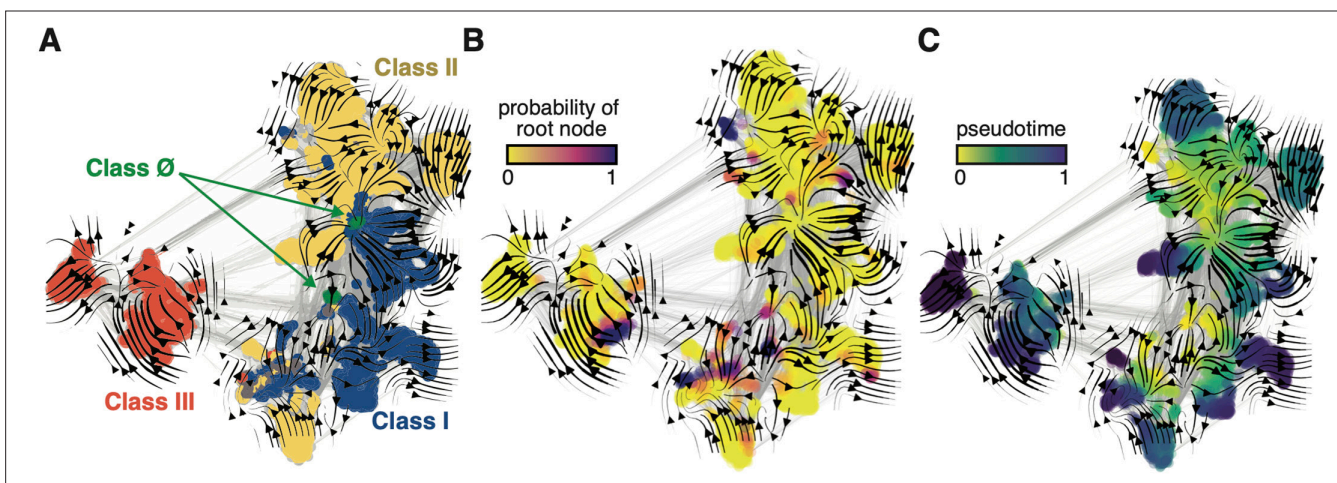 A
Class II
Class Ø
Class III
Class I
B
probability of
root node
0 1
C
pseudotime
0 1